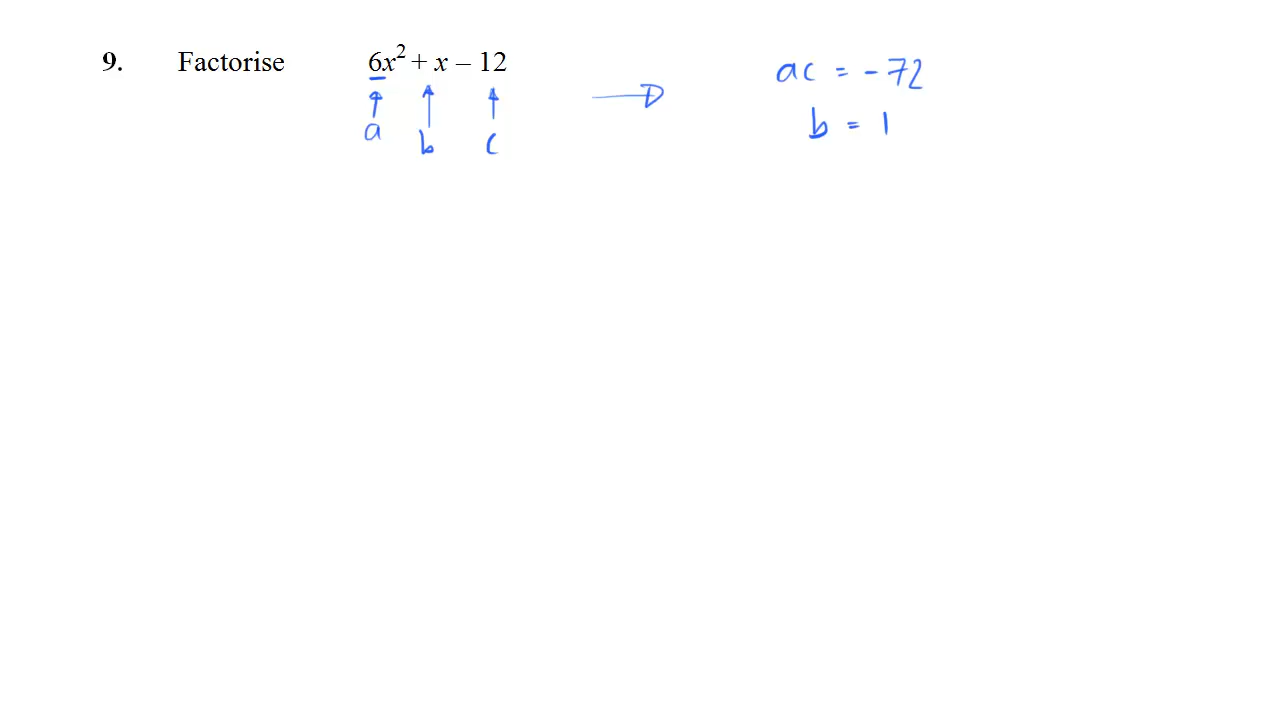 9. Factorise 6x² + x – 12
a b c
ac = -72
b = 1